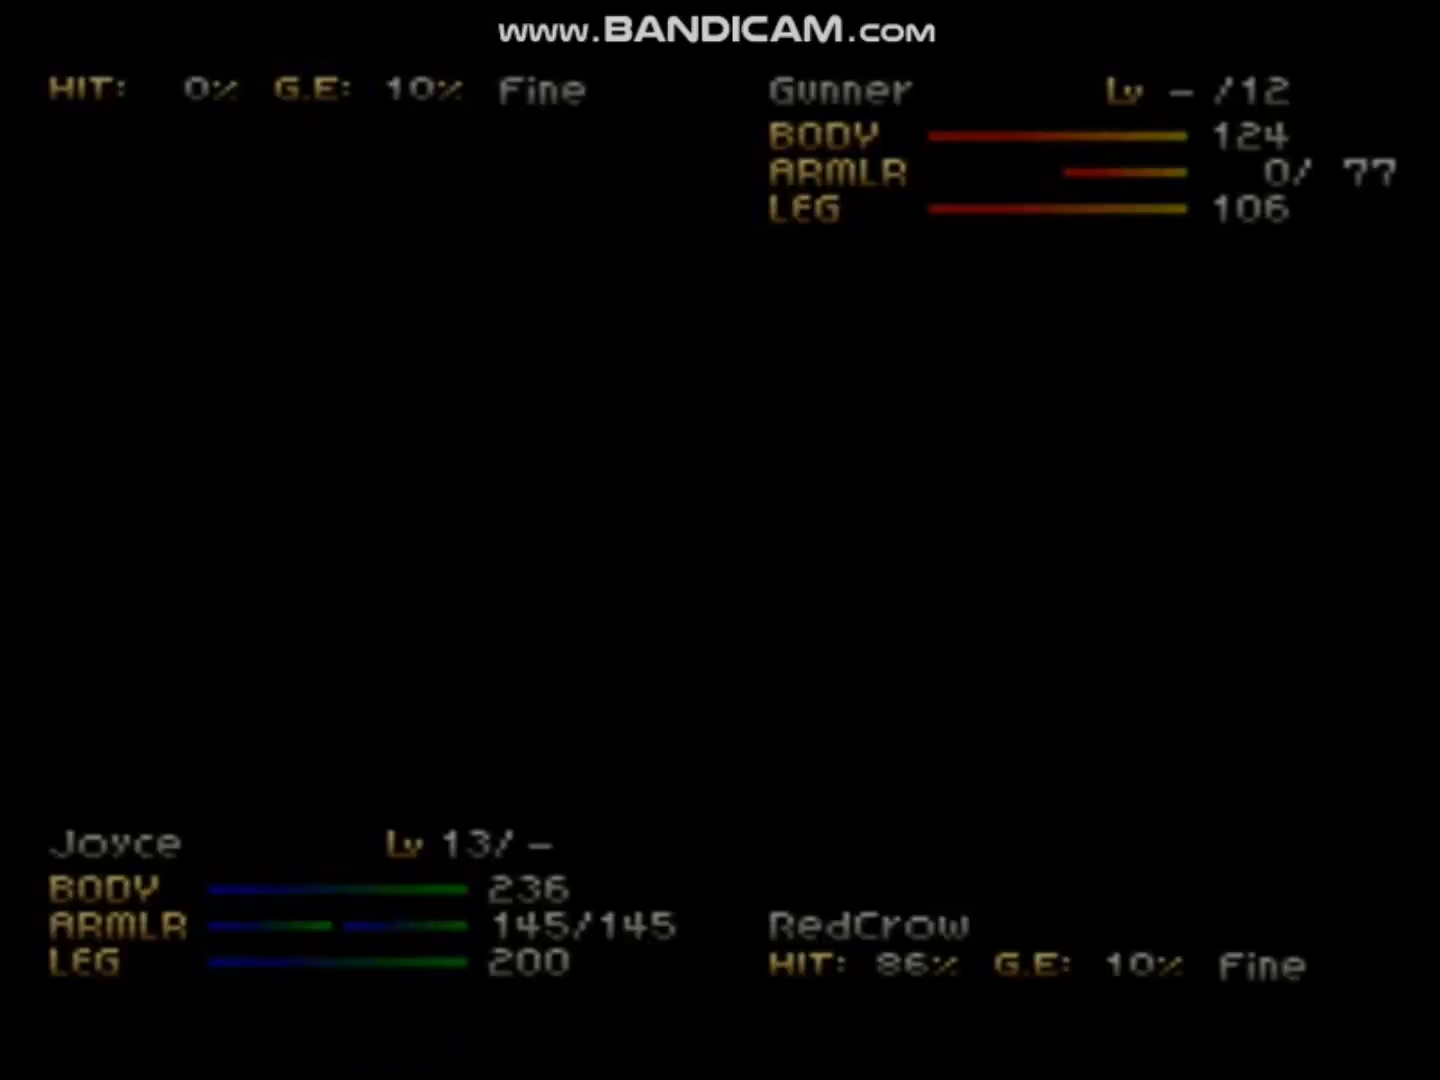 www.BANDICAM.com
HIT: 0% G.E: 10% Fine
Gunner Lv - /12
BODY 124
ARMLR 0/ 77
LEG 106
Joyce Lv 13/ -
BODY 236
ARMLR 145/145
LEG 200
RedCrow
HIT: 86% G.E: 10% Fine